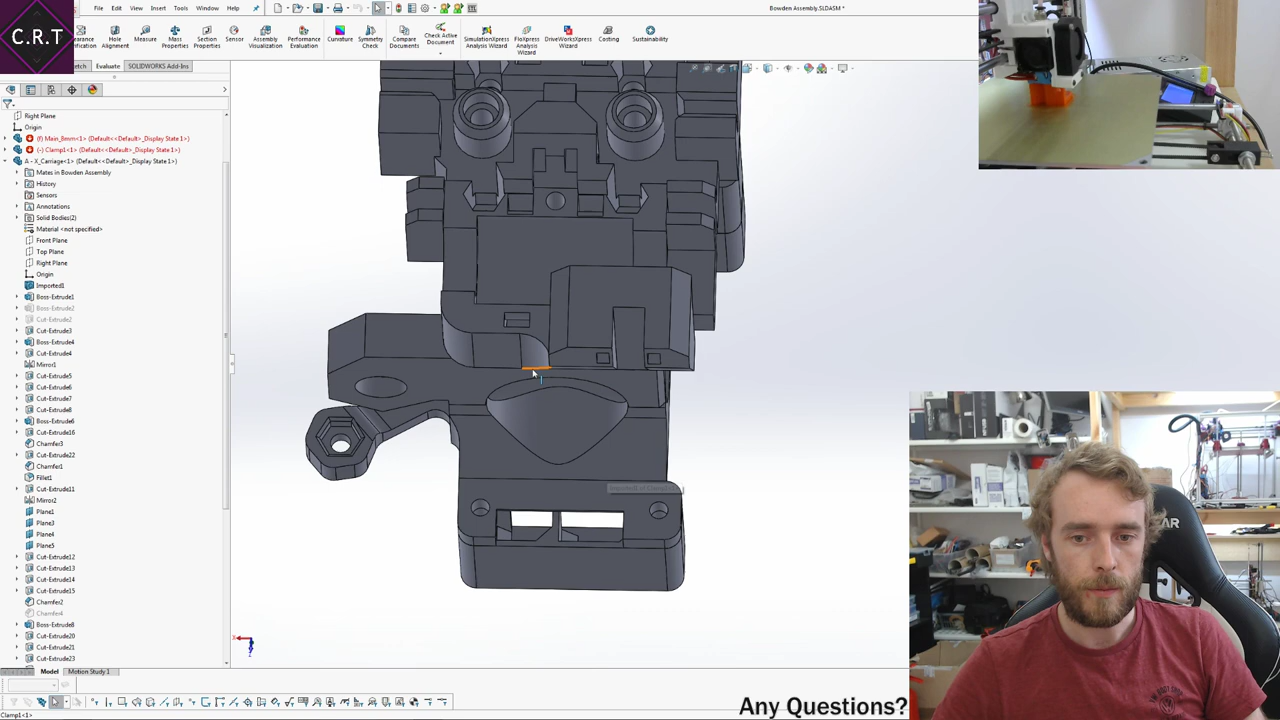 C.R.T
File Edit View Insert Tools Window Help
Bowden Assembly.SLDASM *
Clearance Verification
Hole Alignment
Measure
Mass Properties
Section Properties
Sensor
Assembly Visualization
Performance Evaluation
Curvature
Symmetry Check
Compare Documents
Check Active Document
SimulationXpress Analysis Wizard
FloXpress Analysis Wizard
DriveWorksXpress Wizard
Costing
Sustainability
Evaluate
SOLIDWORKS Add-Ins
Right Plane
Origin
(f) Main_8mm<1> (Default<<Default>_Display State 1>)
(-) Clamp1<1> (Default<<Default>_Display State 1>)
A - X_Carriage<1> (Default<<Default>_Display State 1>)
Mates in Bowden Assembly
History
Sensors
Annotations
Solid Bodies(2)
Material <not specified>
Front Plane
Top Plane
Right Plane
Origin
Imported1
Boss-Extrude1
Boss-Extrude2
Cut-Extrude2
Cut-Extrude3
Boss-Extrude4
Cut-Extrude4
Mirror1
Cut-Extrude5
Cut-Extrude6
Cut-Extrude7
Cut-Extrude8
Boss-Extrude6
Cut-Extrude16
Chamfer3
Cut-Extrude22
Chamfer1
Fillet1
Cut-Extrude11
Mirror2
Plane1
Plane3
Plane4
Plane5
Cut-Extrude12
Cut-Extrude13
Cut-Extrude14
Cut-Extrude15
Chamfer2
Chamfer4
Boss-Extrude8
Cut-Extrude20
Cut-Extrude21
Cut-Extrude23
X
Model
Motion Study 1
Clamp1<1>
Any Questions?